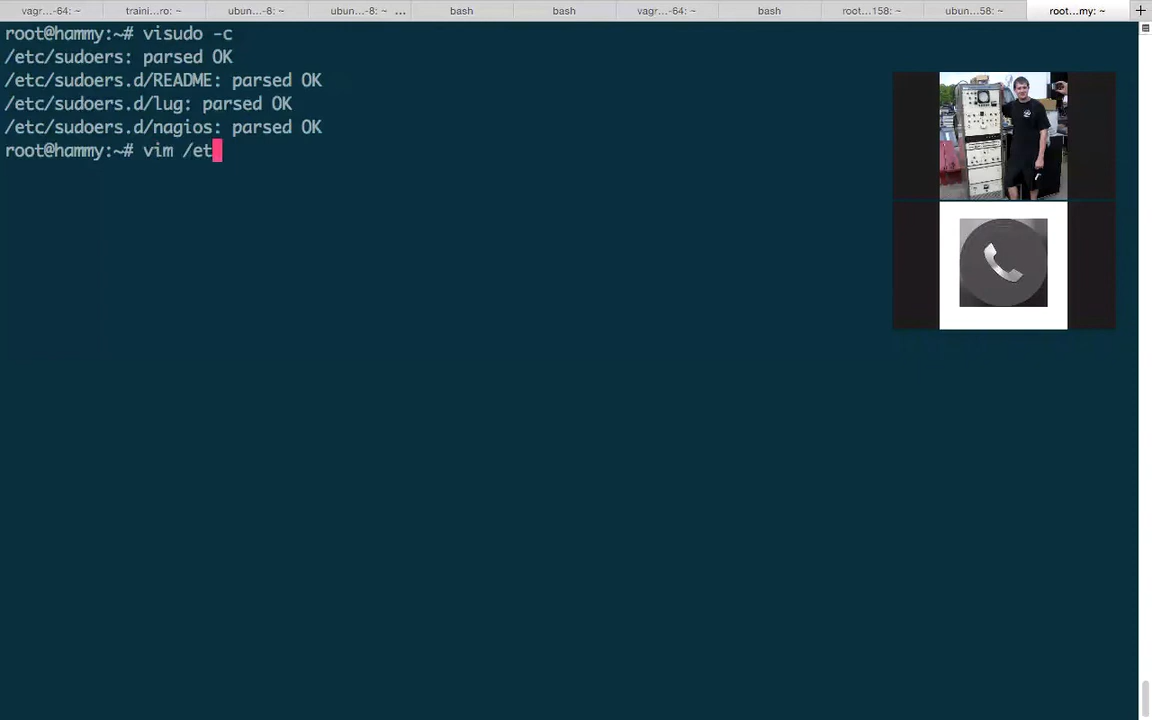 vagr...-64: ~ traini...ro: ~ ubun...-8: ~ ubun...-8: ~ ... bash bash vagr...-64: ~ bash root...158: ~ ubun...58: ~ root...my: ~ +
root@hammy:~# visudo -c
/etc/sudoers: parsed OK
/etc/sudoers.d/README: parsed OK
/etc/sudoers.d/lug: parsed OK
/etc/sudoers.d/nagios: parsed OK
root@hammy:~# vim /et